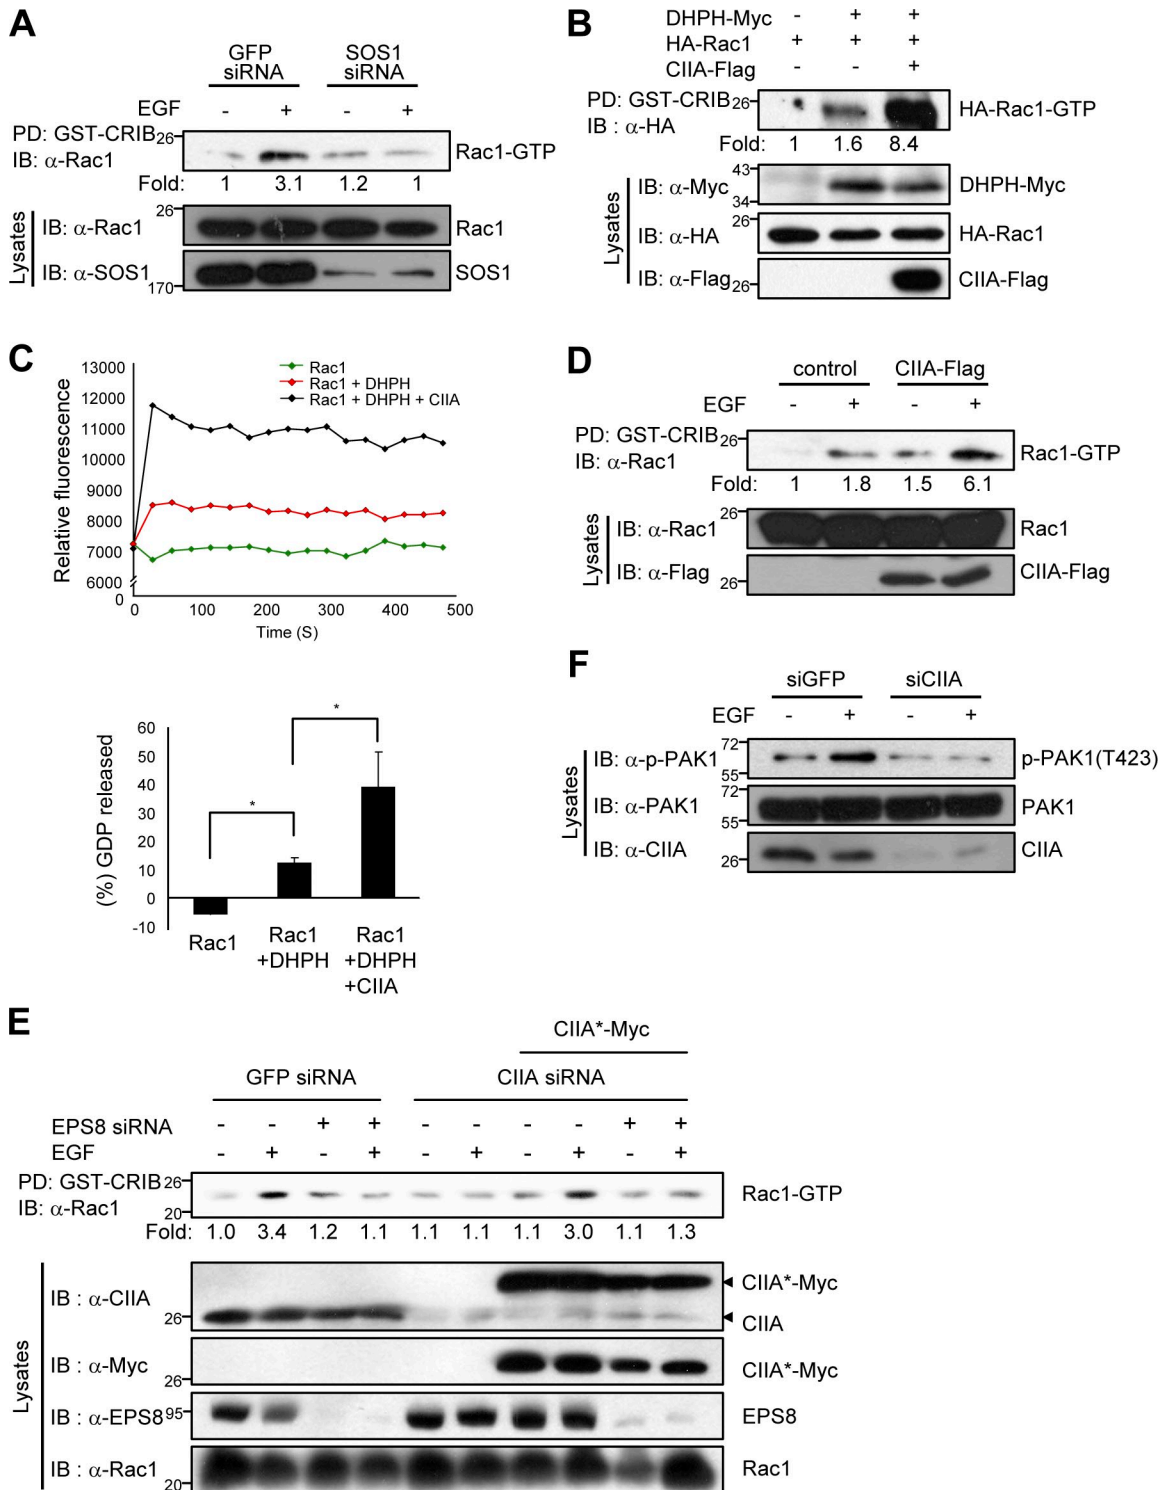 A
GFP siRNA
SOS1 siRNA
EGF - + - +
PD: GST-CRIB
IB: α-Rac1
26
Rac1-GTP
Fold: 1 3.1 1.2 1
Lysates
26
IB: α-Rac1
Rac1
IB: α-SOS1
170
SOS1
B
DHPH-Myc - + +
HA-Rac1 + + +
CIIA-Flag - - +
PD: GST-CRIB
IB : α-HA
26
HA-Rac1-GTP
Fold: 1 1.6 8.4
Lysates
43
IB: α-Myc
34
DHPH-Myc
26
IB: α-HA
HA-Rac1
IB: α-Flag
26
CIIA-Flag
C
Relative fluorescence
13000
12000
11000
10000
9000
8000
7000
6000
0
Rac1
Rac1 + DHPH
Rac1 + DHPH + CIIA
0 100 200 300 400 500
Time (S)
(%) GDP released
60
50
40
30
20
10
0
-10
*
*
Rac1
Rac1 +DHPH
Rac1 +DHPH +CIIA
D
control CIIA-Flag
EGF - + - +
PD: GST-CRIB
IB: α-Rac1
26
Rac1-GTP
Fold: 1 1.8 1.5 6.1
Lysates
26
IB: α-Rac1
Rac1
IB: α-Flag
26
CIIA-Flag
F
siGFP siCIIA
EGF - + - +
Lysates
72
IB: α-p-PAK1
55
p-PAK1(T423)
72
IB: α-PAK1
55
PAK1
IB: α-CIIA
26
CIIA
E
CIIA*-Myc
GFP siRNA CIIA siRNA
EPS8 siRNA - - + + - - - - + +
EGF - + - + - + - + - +
PD: GST-CRIB
IB: α-Rac1
26
20
Rac1-GTP
Fold: 1.0 3.4 1.2 1.1 1.1 1.1 1.1 3.0 1.1 1.3
Lysates
IB : α-CIIA
26
CIIA*-Myc
CIIA
IB : α-Myc
26
CIIA*-Myc
IB : α-EPS8
95
EPS8
IB : α-Rac1
20
Rac1